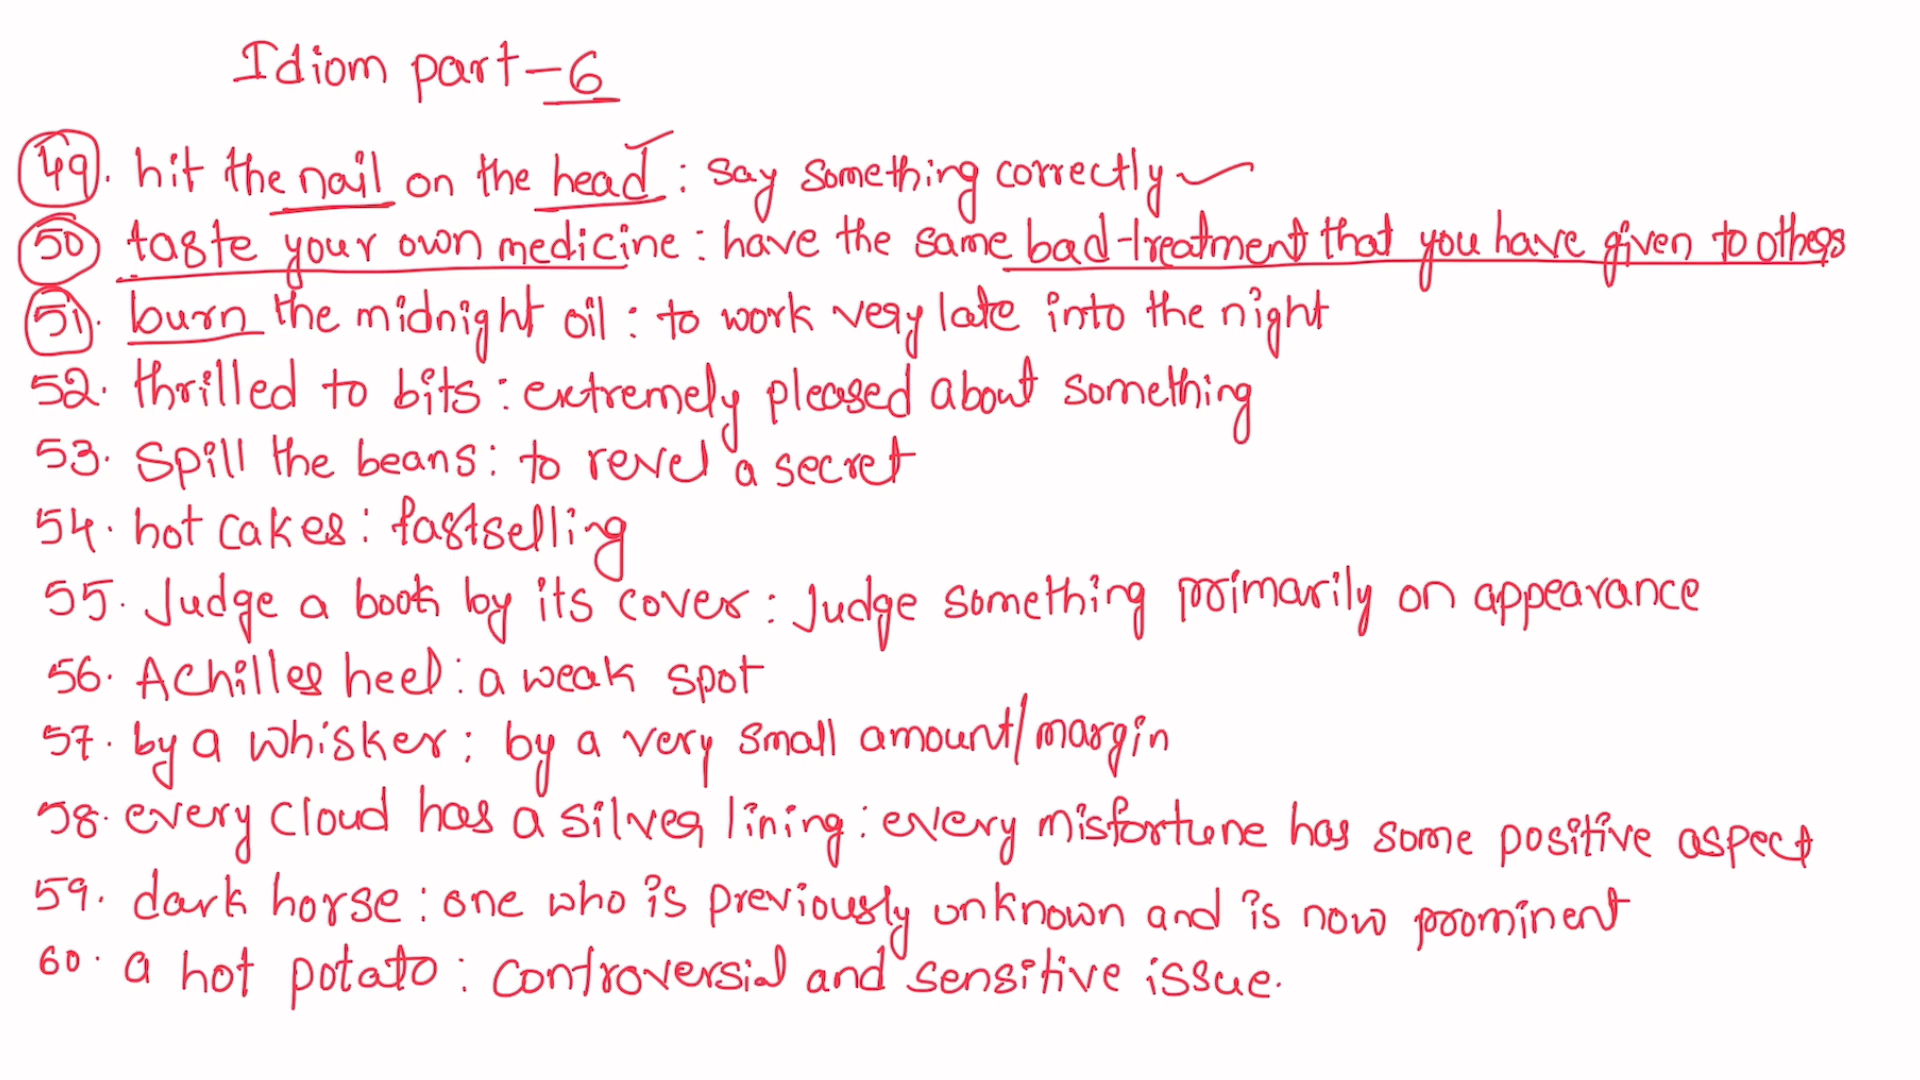 Idiom part-6
49. hit the nail on the head : say something correctly
50 taste your own medicine : have the same bad-treatment that you have given to others
51. burn the midnight oil : to work very late into the night
52. thrilled to bits : extremely pleased about something
53. Spill the beans : to revel a secret
54. hot cakes : fastselling
55. Judge a book by its cover : Judge something primarily on appearance
56. Achilles heel : a weak spot
57. by a whisker : by a very small amount/margin
58. every cloud has a silver lining : every misfortune has some positive aspect
59. dark horse : one who is previously unknown and is now prominent
60. a hot potato : controversial and sensitive issue.